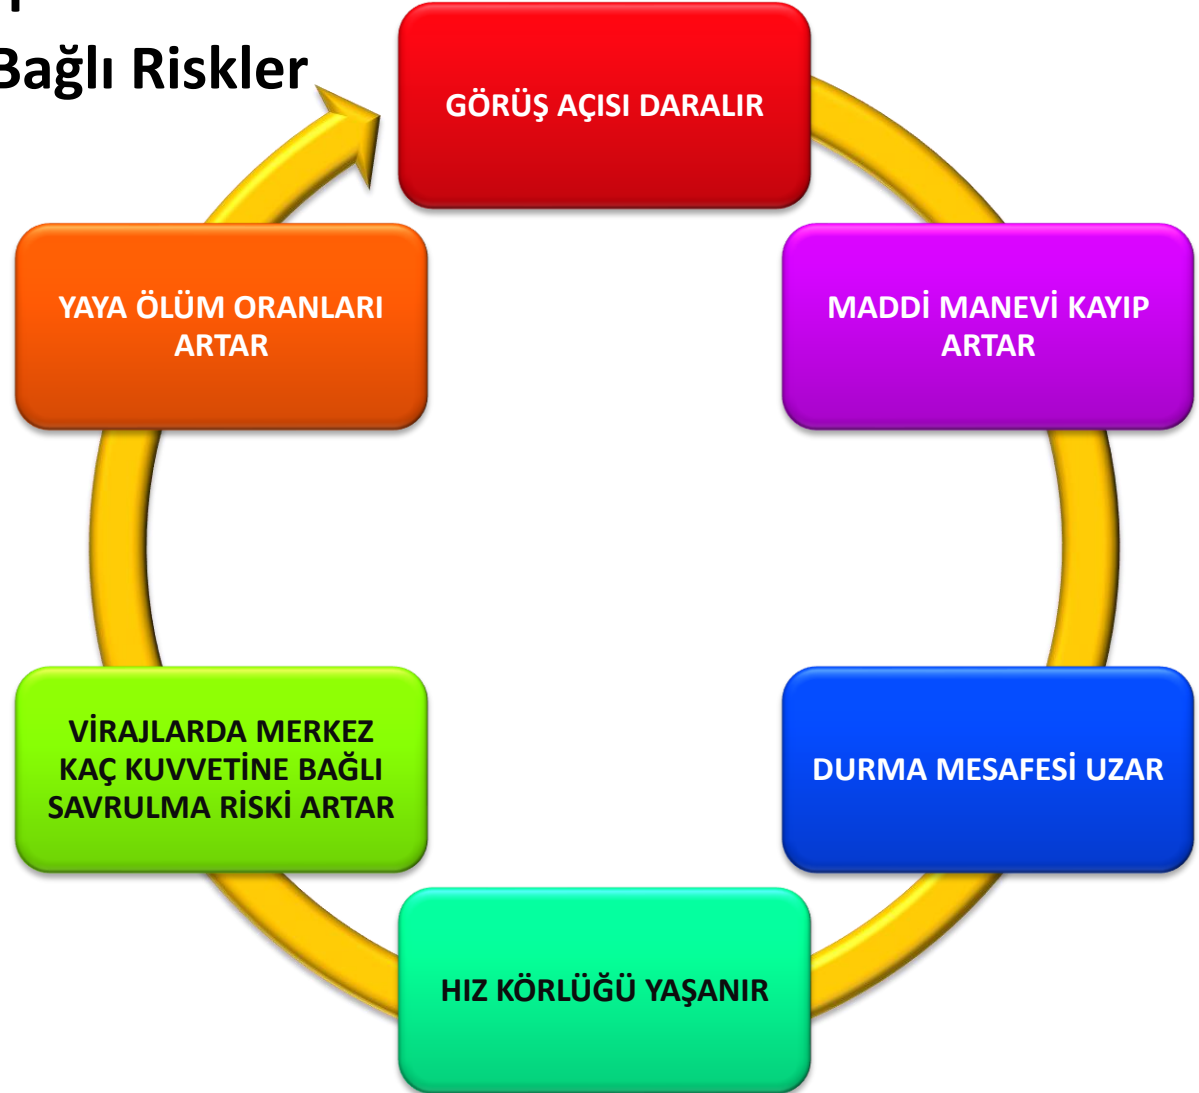 Bağlı Riskler
GÖRÜŞ AÇISI DARALIR
MADDİ MANEVİ KAYIP
ARTAR
DURMA MESAFESİ UZAR
HIZ KÖRLÜĞÜ YAŞANIR
VİRAJLARDA MERKEZ
KAÇ KUVVETİNE BAĞLI
SAVRULMA RİSKİ ARTAR
YAYA ÖLÜM ORANLARI
ARTAR